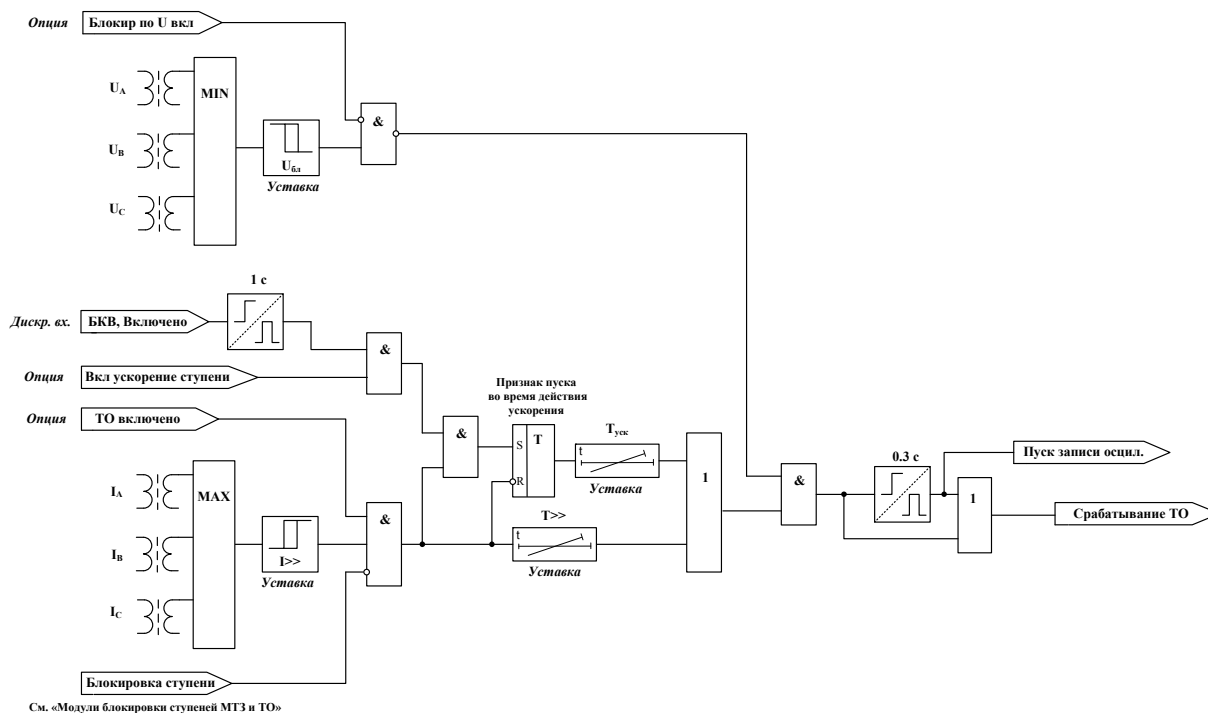 Опция
Блокир по U вкл
U_A
U_B
U_C
MIN
U_бл
Уставка
&
1 с
Дискр. вх.
БКВ, Включено
Опция
Вкл ускорение ступени
&
Опция
ТО включено
&
Признак пуска
во время действия
ускорения
S
T
R
T_уск
t
Уставка
I_A
I_B
I_C
MAX
I>>
Уставка
&
T>>
t
Уставка
1
&
0.3 с
1
Пуск записи осцил.
Срабатывание ТО
Блокировка ступени
См. «Модули блокировки ступеней МТЗ и ТО»